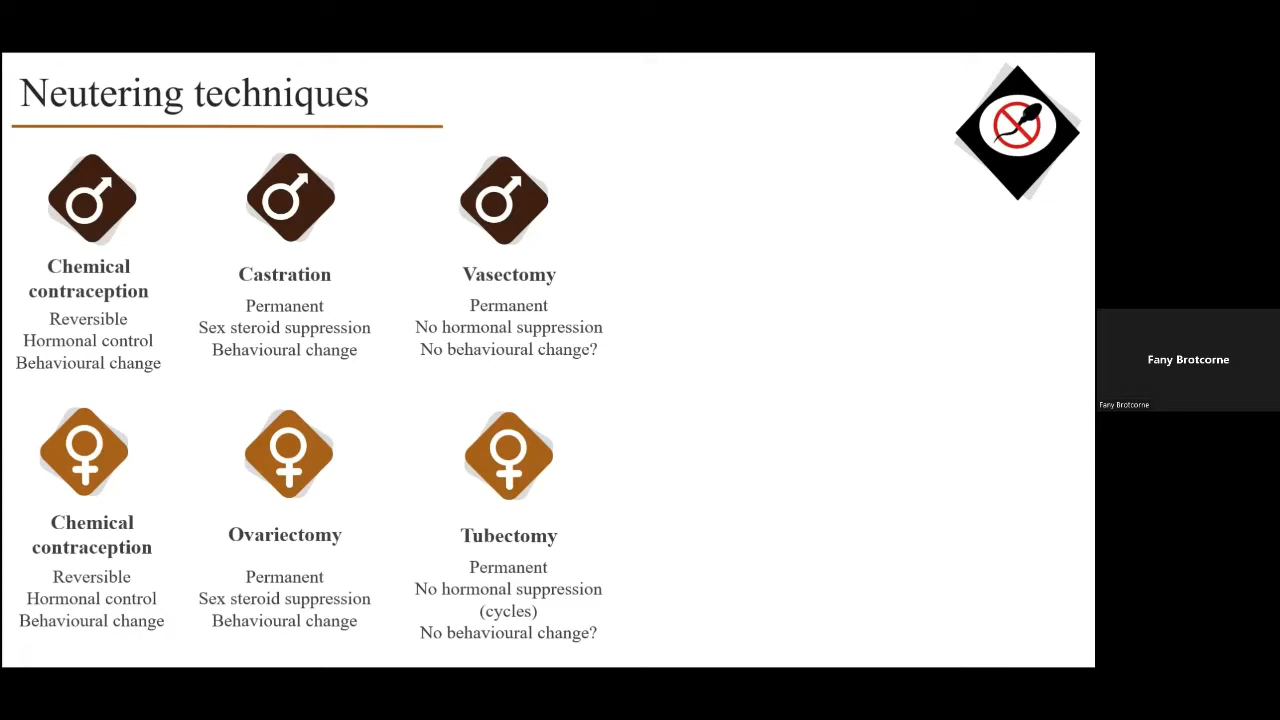 Neutering techniques
Chemical
contraception
Reversible
Hormonal control
Behavioural change
Castration
Permanent
Sex steroid suppression
Behavioural change
Vasectomy
Permanent
No hormonal suppression
No behavioural change?
Chemical
contraception
Reversible
Hormonal control
Behavioural change
Ovariectomy
Permanent
Sex steroid suppression
Behavioural change
Tubectomy
Permanent
No hormonal suppression
(cycles)
No behavioural change?
Fany Brotcorne
Fany Brotcorne